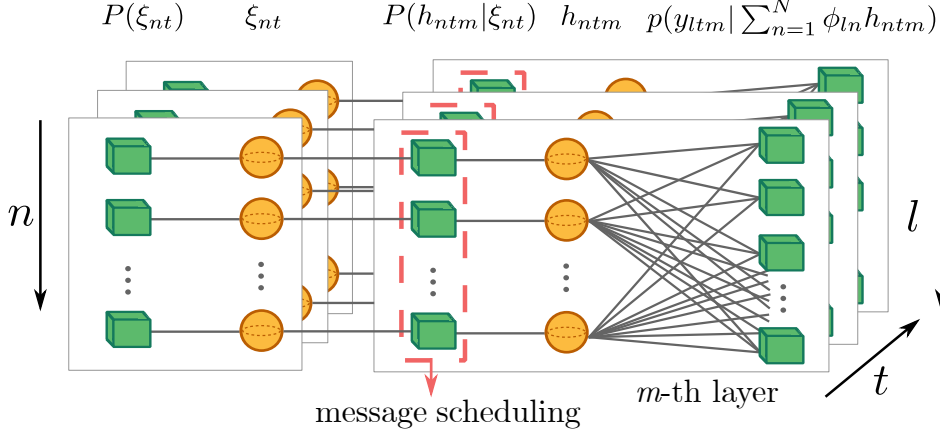 P(ξ_{nt}) ξ_{nt} P(h_{ntm}|ξ_{nt}) h_{ntm} p(y_{ltm}| ∑_{n=1}^{N} ϕ_{ln}h_{ntm})
n
l
t
m-th layer
message scheduling